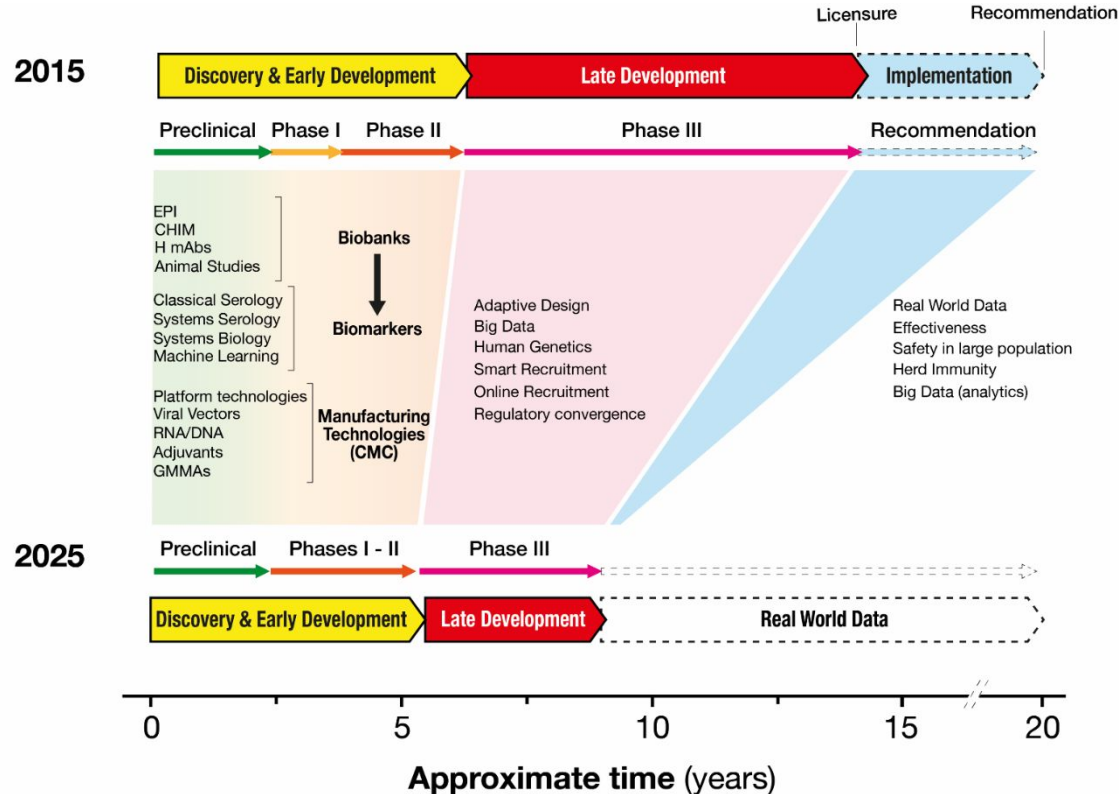 Licensure
Recommendation
2015
Discovery & Early Development
Late Development
Implementation
Preclinical
Phase I
Phase II
Phase III
Recommendation
EPI
CHIM
H mAbs
Animal Studies
Biobanks
Classical Serology
Systems Serology
Systems Biology
Machine Learning
Biomarkers
Platform technologies
Viral Vectors
RNA/DNA
Adjuvants
GMMAs
Manufacturing
Technologies
(CMC)
Adaptive Design
Big Data
Human Genetics
Smart Recruitment
Online Recruitment
Regulatory convergence
Real World Data
Effectiveness
Safety in large population
Herd Immunity
Big Data (analytics)
2025
Preclinical
Phases I - II
Phase III
Discovery & Early Development
Late Development
Real World Data
0
5
10
15
20
Approximate time (years)